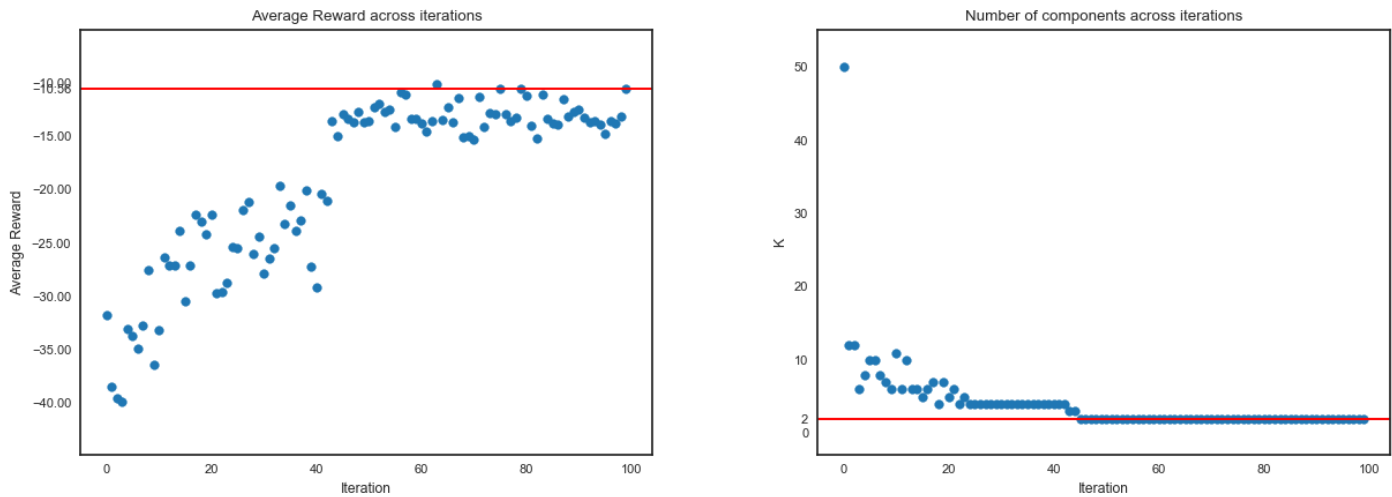 Average Reward across iterations
Average Reward
−10.00
−10.56
−15.00
−20.00
−25.00
−30.00
−35.00
−40.00
0 20 40 60 80 100
Iteration
Number of components across iterations
K
50
40
30
20
10
2
0
0 20 40 60 80 100
Iteration